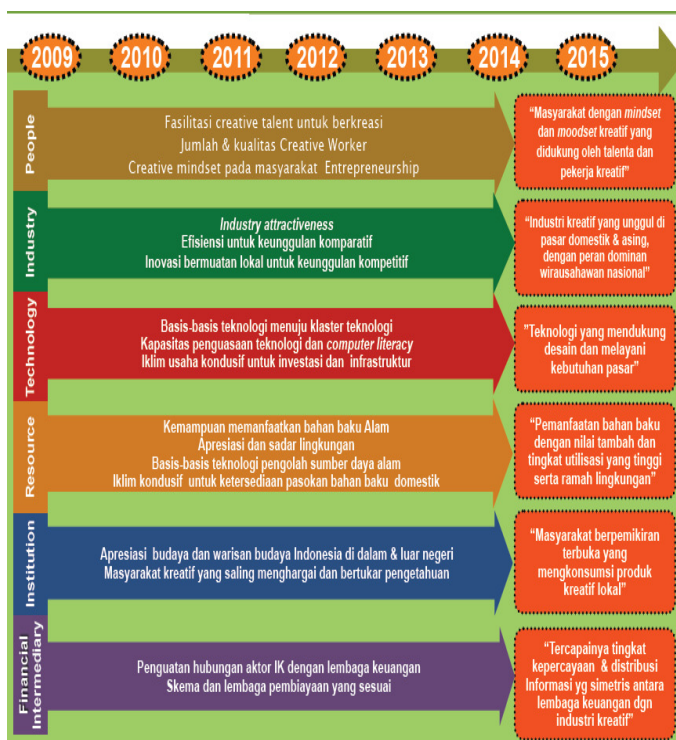 2009 2010 2011 2012 2013 2014 2015
People
Fasilitasi creative talent untuk berkreasi
Jumlah & kualitas Creative Worker
Creative mindset pada masyarakat Entrepreneurship
“Masyarakat dengan mindset
dan moodset kreatif yang
didukung oleh talenta dan
pekerja kreatif”
Industry
Industry attractiveness
Efisiensi untuk keunggulan komparatif
Inovasi bermuatan lokal untuk keunggulan kompetitif
“Industri kreatif yang unggul di
pasar domestik & asing,
dengan peran dominan
wirausahawan nasional”
Technology
Basis-basis teknologi menuju klaster teknologi
Kapasitas penguasaan teknologi dan computer literacy
Iklim usaha kondusif untuk investasi dan infrastruktur
”Teknologi yang mendukung
desain dan melayani
kebutuhan pasar”
Resource
Kemampuan memanfaatkan bahan baku Alam
Apresiasi dan sadar lingkungan
Basis-basis teknologi pengolah sumber daya alam
Iklim kondusif untuk ketersediaan pasokan bahan baku domestik
“Pemanfaatan bahan baku
dengan nilai tambah dan
tingkat utilisasi yang tinggi
serta ramah lingkungan”
Institution
Apresiasi budaya dan warisan budaya Indonesia di dalam & luar negeri
Masyarakat kreatif yang saling menghargai dan bertukar pengetahuan
“Masyarakat berpemikiran
terbuka yang
mengkonsumsi produk
kreatif lokal”
Financial
Intermediary
Penguatan hubungan aktor IK dengan lembaga keuangan
Skema dan lembaga pembiayaan yang sesuai
“Tercapainya tingkat
kepercayaan & distribusi
Informasi yg simetris antara
lembaga keuangan dgn
industri kreatif”